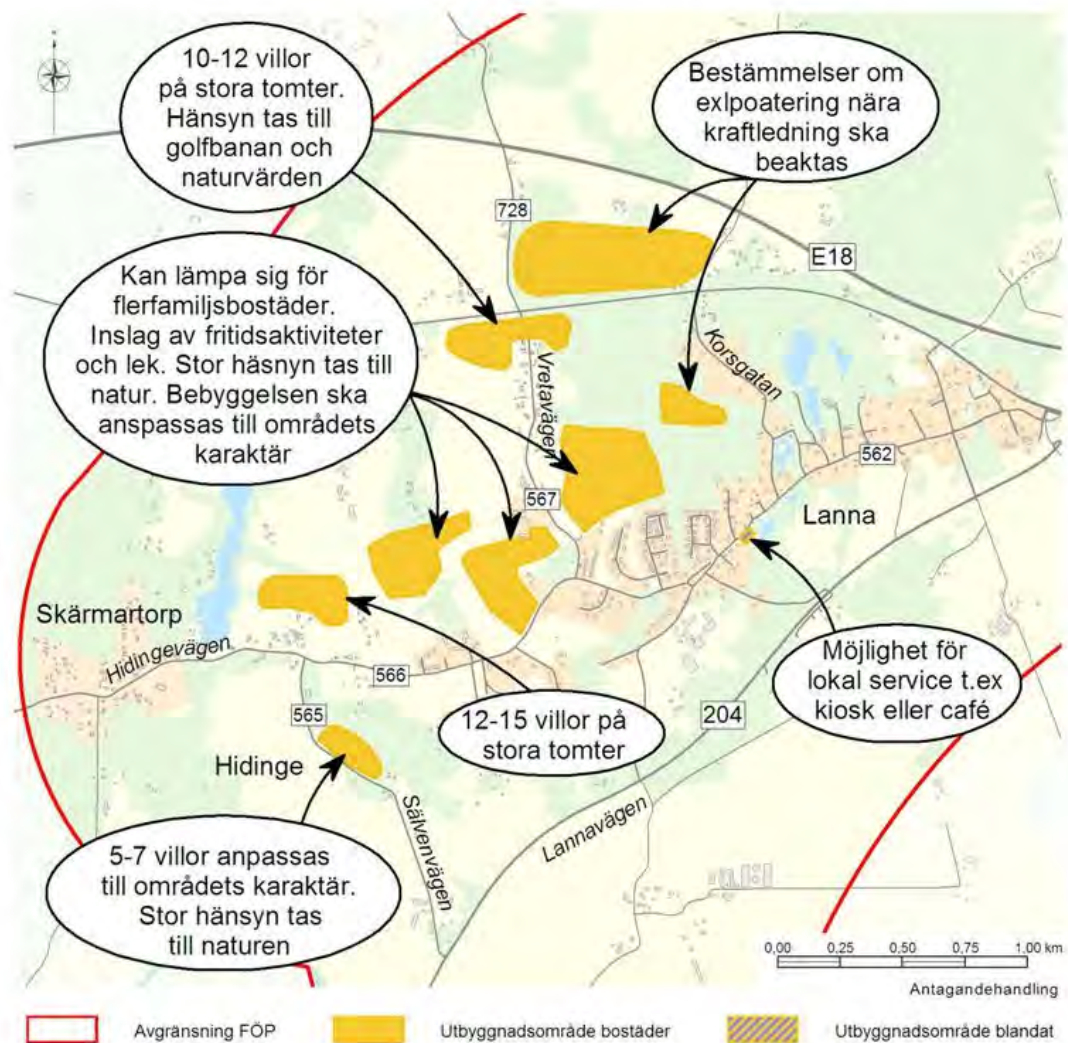 10-12 villor
på stora tomter.
Hänsyn tas till
golfbanan och
naturvärden
Bestämmelser om
exlpoatering nära
kraftledning ska
beaktas
728
E18
Kan lämpa sig för
flerfamiljsbostäder.
Inslag av fritidsaktiviteter
och lek. Stor häsnyn tas till
natur. Bebyggelsen ska
anspassas till områdets
karaktär
Vretavägen
Korsgatan
562
567
Lanna
Skärmartorp
Hidingevägen
566
565
12-15 villor på
stora tomter
Möjlighet för
lokal service t.ex
kiosk eller café
204
Hidinge
Sälvenvägen
Lannavägen
5-7 villor anpassas
till områdets karaktär.
Stor hänsyn tas
till naturen
0,00 0,25 0,50 0,75 1,00 km
Antagandehandling
Avgränsning FÖP
Utbyggnadsområde bostäder
Utbyggnadsområde blandat